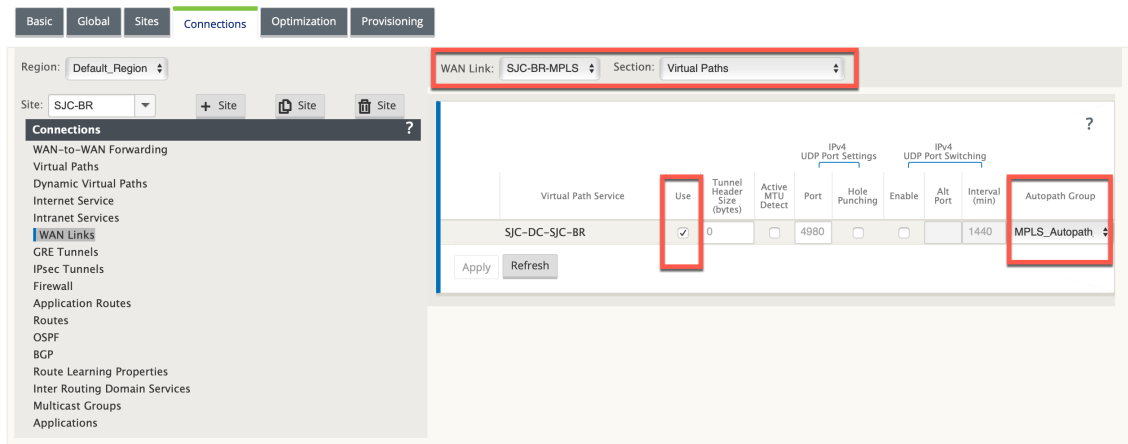 Basic Global Sites Connections Optimization Provisioning
Region: Default_Region
WAN Link: SJC-BR-MPLS Section: Virtual Paths
Site: SJC-BR + Site Site Site
Connections ?
WAN-to-WAN Forwarding
Virtual Paths
Dynamic Virtual Paths
Internet Service
Intranet Services
WAN Links
GRE Tunnels
IPsec Tunnels
Firewall
Application Routes
Routes
OSPF
BGP
Route Learning Properties
Inter Routing Domain Services
Multicast Groups
Applications
?
IPv4
UDP Port Settings
IPv4
UDP Port Switching
Virtual Path Service
Use
Tunnel
Header
Size
(bytes)
Active
MTU
Detect
Port
Hole
Punching
Enable
Alt
Port
Interval
(min)
Autopath Group
SJC-DC-SJC-BR 0 4980 1440 MPLS_Autopath_
Apply Refresh